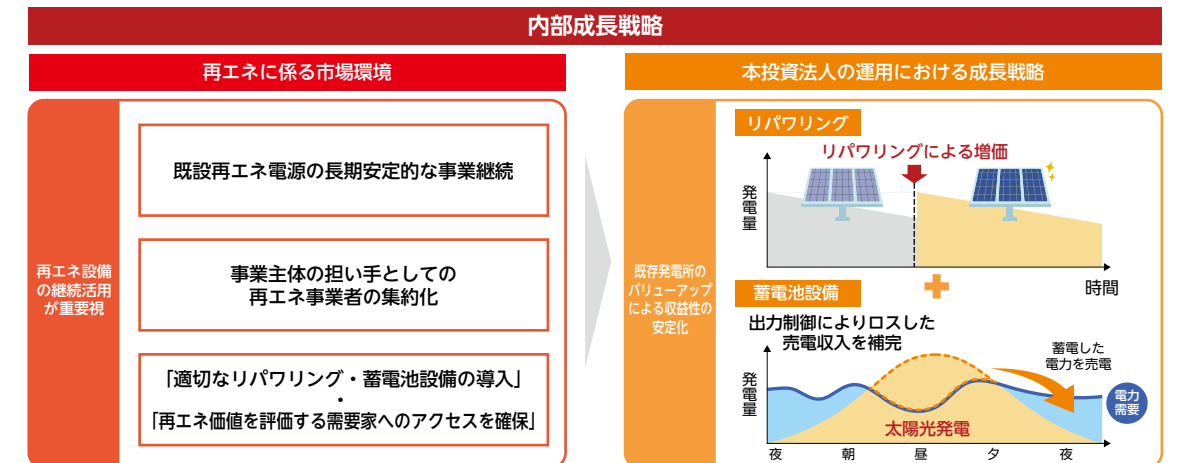 内部成長戦略
再エネに係る市場環境
再エネ設備
の継続活用
が重要視
既設再エネ電源の長期安定的な事業継続
事業主体の担い手としての
再エネ事業者の集約化
「適切なリパワリング・蓄電池設備の導入」
・
「再エネ価値を評価する需要家へのアクセスを確保」
本投資法人の運用における成長戦略
既存発電所の
バリューアップ
による収益性の
安定化
リパワリング
リパワリングによる増価
発電量
時間
蓄電池設備
出力制御によりロスした
売電収入を補完
蓄電した
電力を売電
発電量
電力
需要
太陽光発電
夜 朝 昼 夕 夜